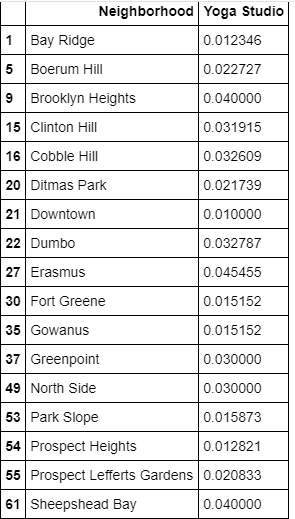 Neighborhood Yoga Studio
1 Bay Ridge 0.012346
5 Boerum Hill 0.022727
9 Brooklyn Heights 0.040000
15 Clinton Hill 0.031915
16 Cobble Hill 0.032609
20 Ditmas Park 0.021739
21 Downtown 0.010000
22 Dumbo 0.032787
27 Erasmus 0.045455
30 Fort Greene 0.015152
35 Gowanus 0.015152
37 Greenpoint 0.030000
49 North Side 0.030000
53 Park Slope 0.015873
54 Prospect Heights 0.012821
55 Prospect Lefferts Gardens 0.020833
61 Sheepshead Bay 0.040000